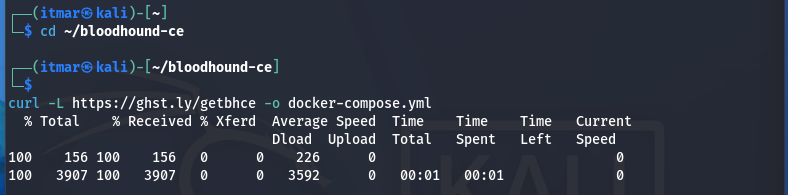 ┌──(itmar㉿kali)-[~]
└─$ cd ~/bloodhound-ce
┌──(itmar㉿kali)-[~/bloodhound-ce]
└─$
curl -L https://ghst.ly/getbhce -o docker-compose.yml
  % Total    % Received % Xferd  Average Speed   Time    Time     Time   Current
                                 Dload  Upload   Total   Spent    Left   Speed
100    156 100    156   0      0    226      0                               0
100   3907 100   3907   0      0   3592      0   00:01   00:01               0
KALI